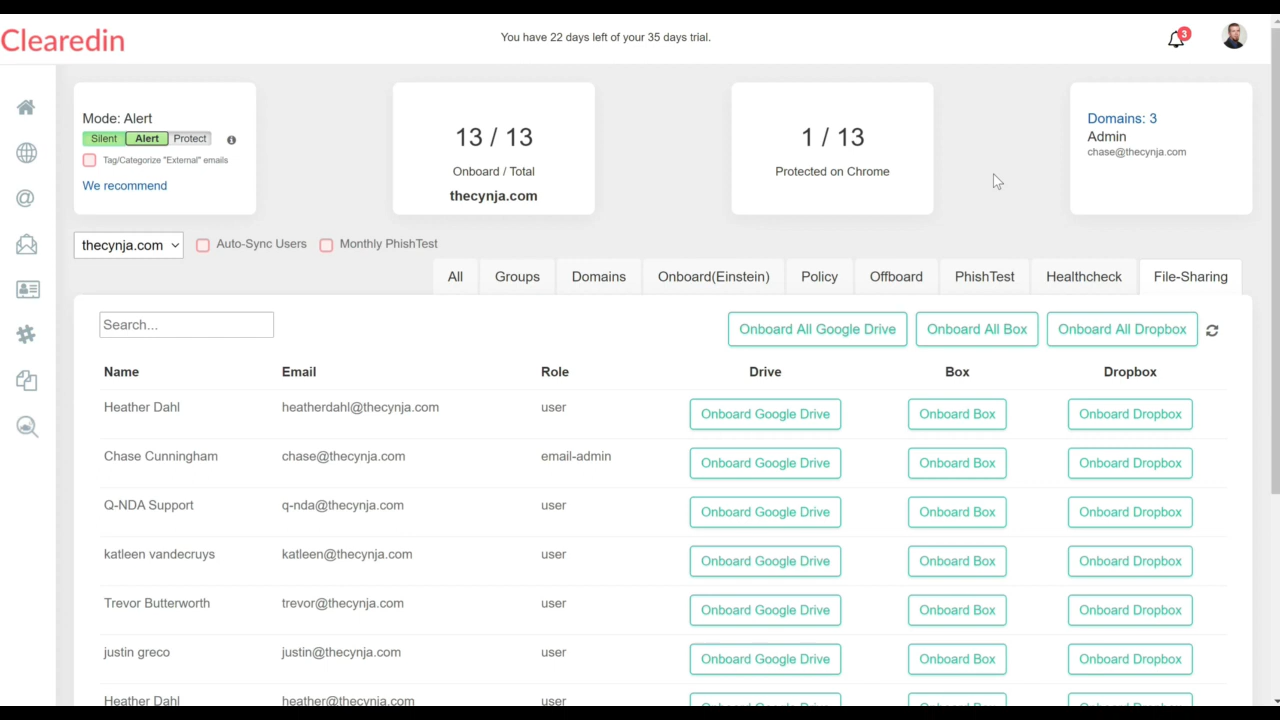 Clearedin
You have 22 days left of your 35 days trial.
3
Mode: Alert
Silent Alert Protect
Tag/Categorize "External" emails
We recommend
13 / 13
Onboard / Total
thecynja.com
1 / 13
Protected on Chrome
Domains: 3
Admin
chase@thecynja.com
thecynja.com Auto-Sync Users Monthly PhishTest
All Groups Domains Onboard(Einstein) Policy Offboard PhishTest Healthcheck File-Sharing
Search... Onboard All Google Drive Onboard All Box Onboard All Dropbox
Name Email Role Drive Box Dropbox
Heather Dahl heatherdahl@thecynja.com user Onboard Google Drive Onboard Box Onboard Dropbox
Chase Cunningham chase@thecynja.com email-admin Onboard Google Drive Onboard Box Onboard Dropbox
Q-NDA Support q-nda@thecynja.com user Onboard Google Drive Onboard Box Onboard Dropbox
katleen vandecruys katleen@thecynja.com user Onboard Google Drive Onboard Box Onboard Dropbox
Trevor Butterworth trevor@thecynja.com user Onboard Google Drive Onboard Box Onboard Dropbox
justin greco justin@thecynja.com user Onboard Google Drive Onboard Box Onboard Dropbox
Heather Dahl heather@thecynja.com user Onboard Google Drive Onboard Box Onboard Dropbox